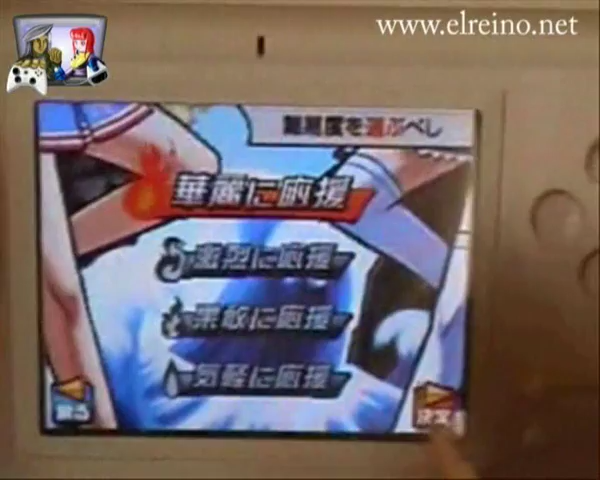 www.elreino.net
難易度を選ぶべし
華麗に応援
激烈に応援
果敢に応援
気軽に応援
戻る
決定